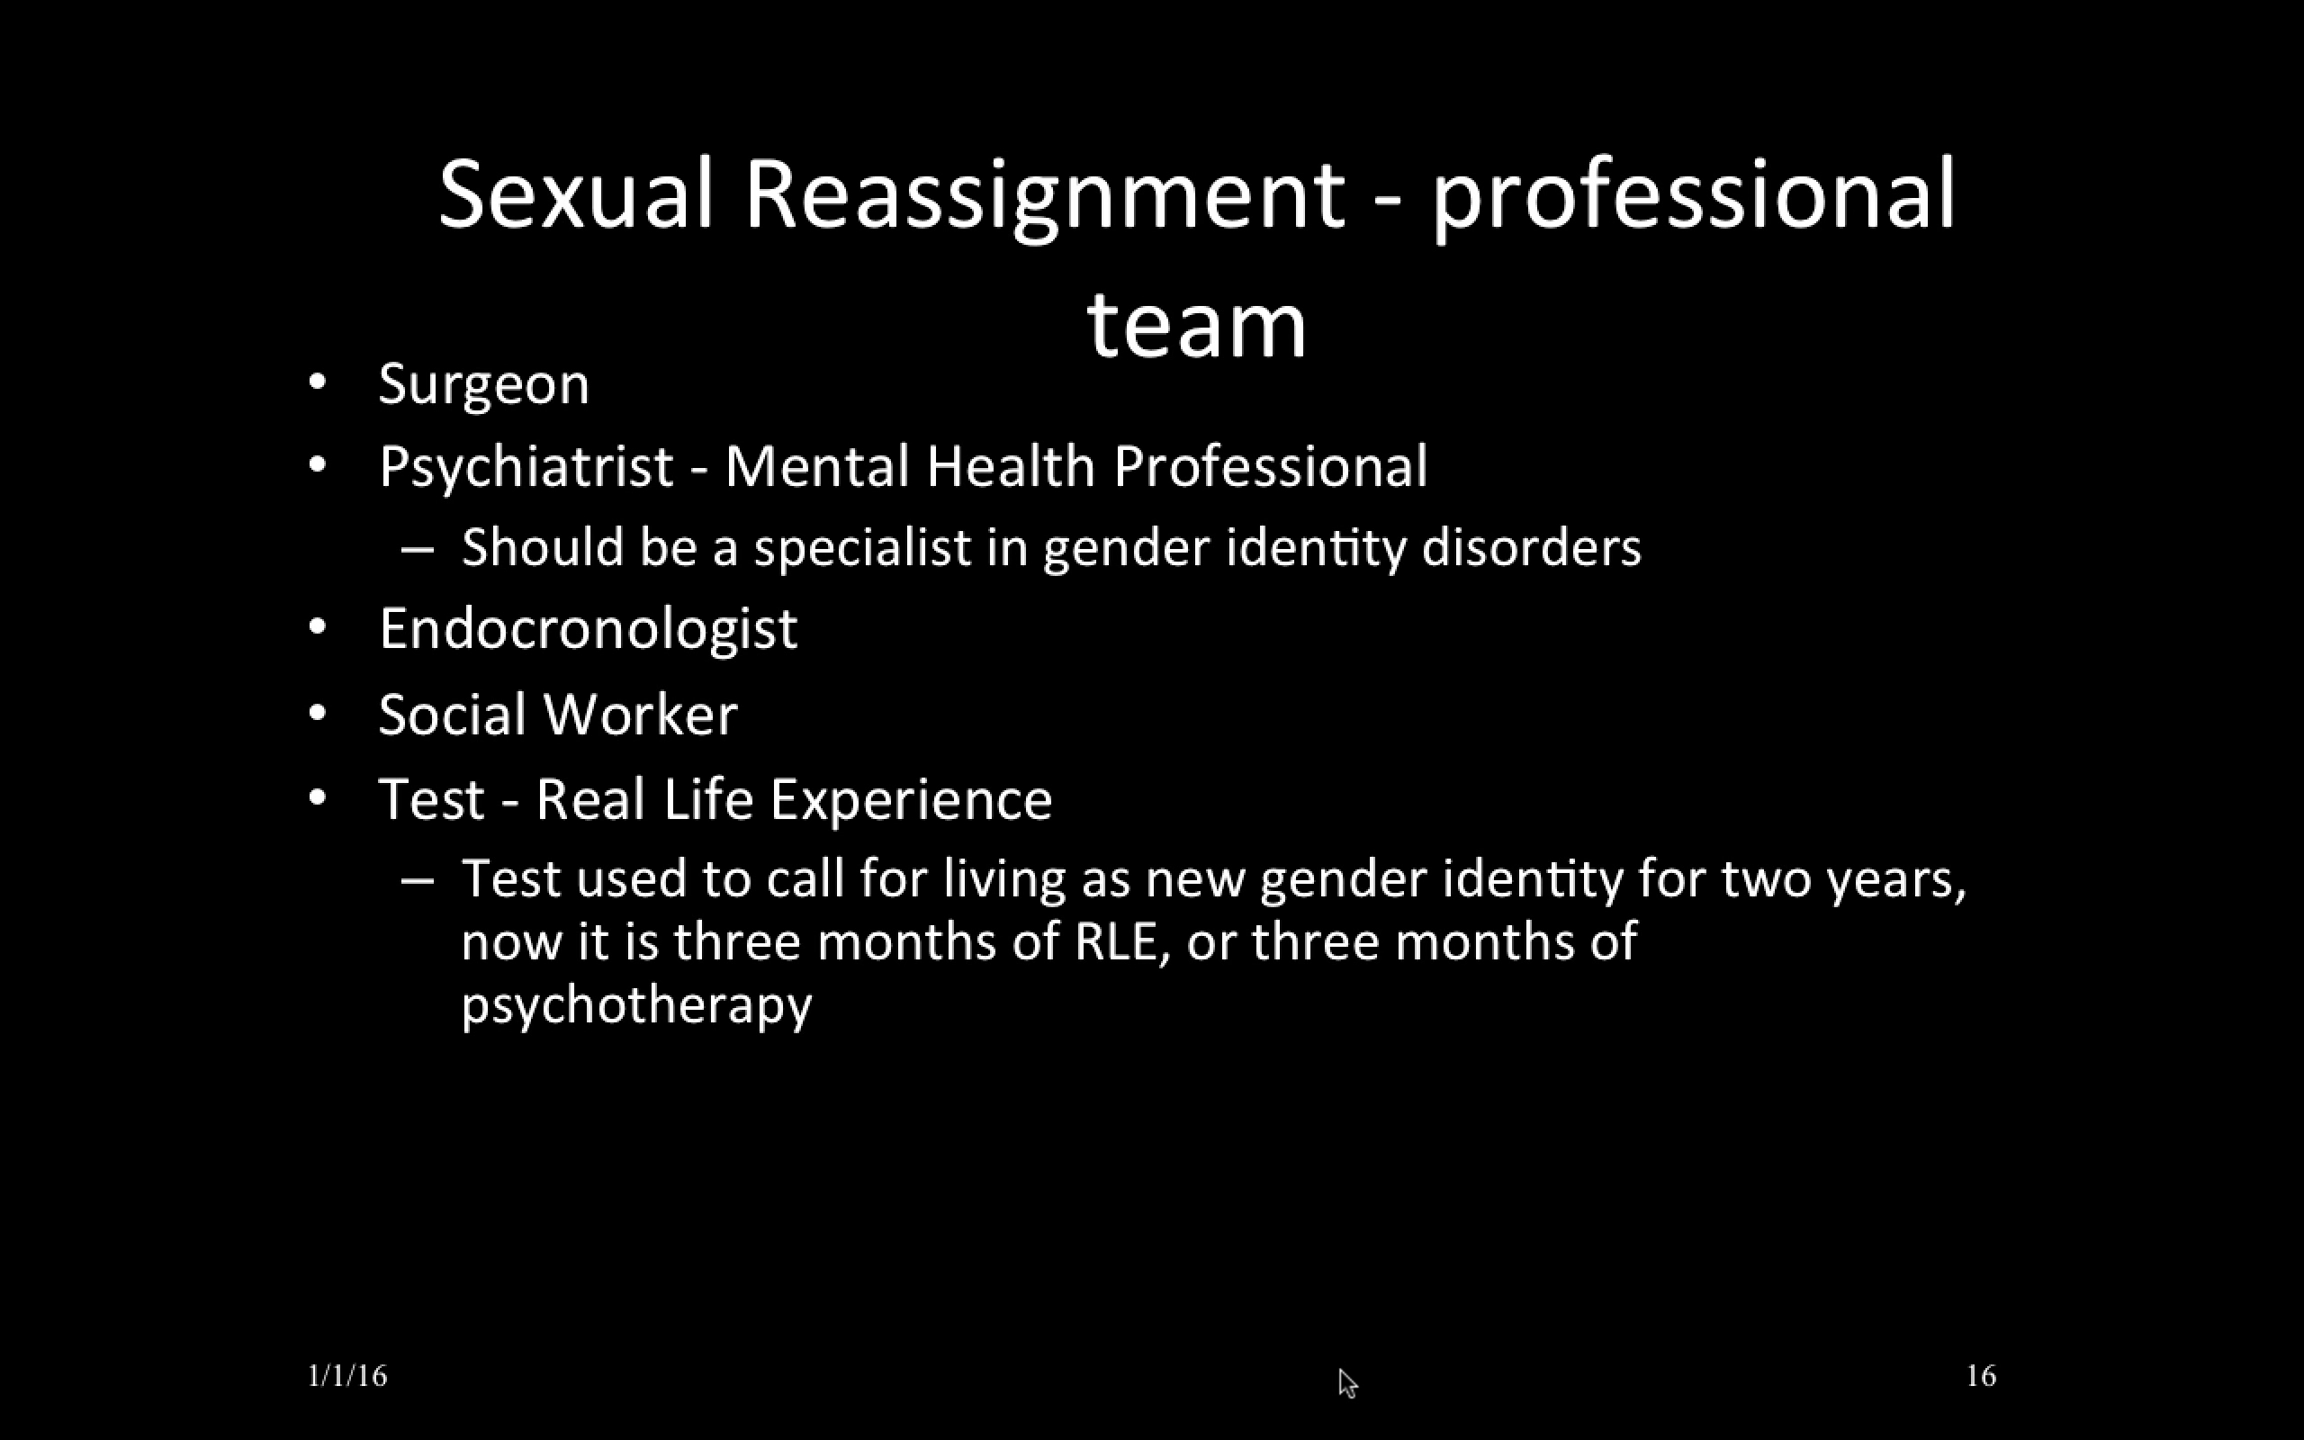 Sexual Reassignment - professional
team
• Surgeon
• Psychiatrist - Mental Health Professional
– Should be a specialist in gender identity disorders
• Endocronologist
• Social Worker
• Test - Real Life Experience
– Test used to call for living as new gender identity for two years,
now it is three months of RLE, or three months of
psychotherapy
1/1/16
16